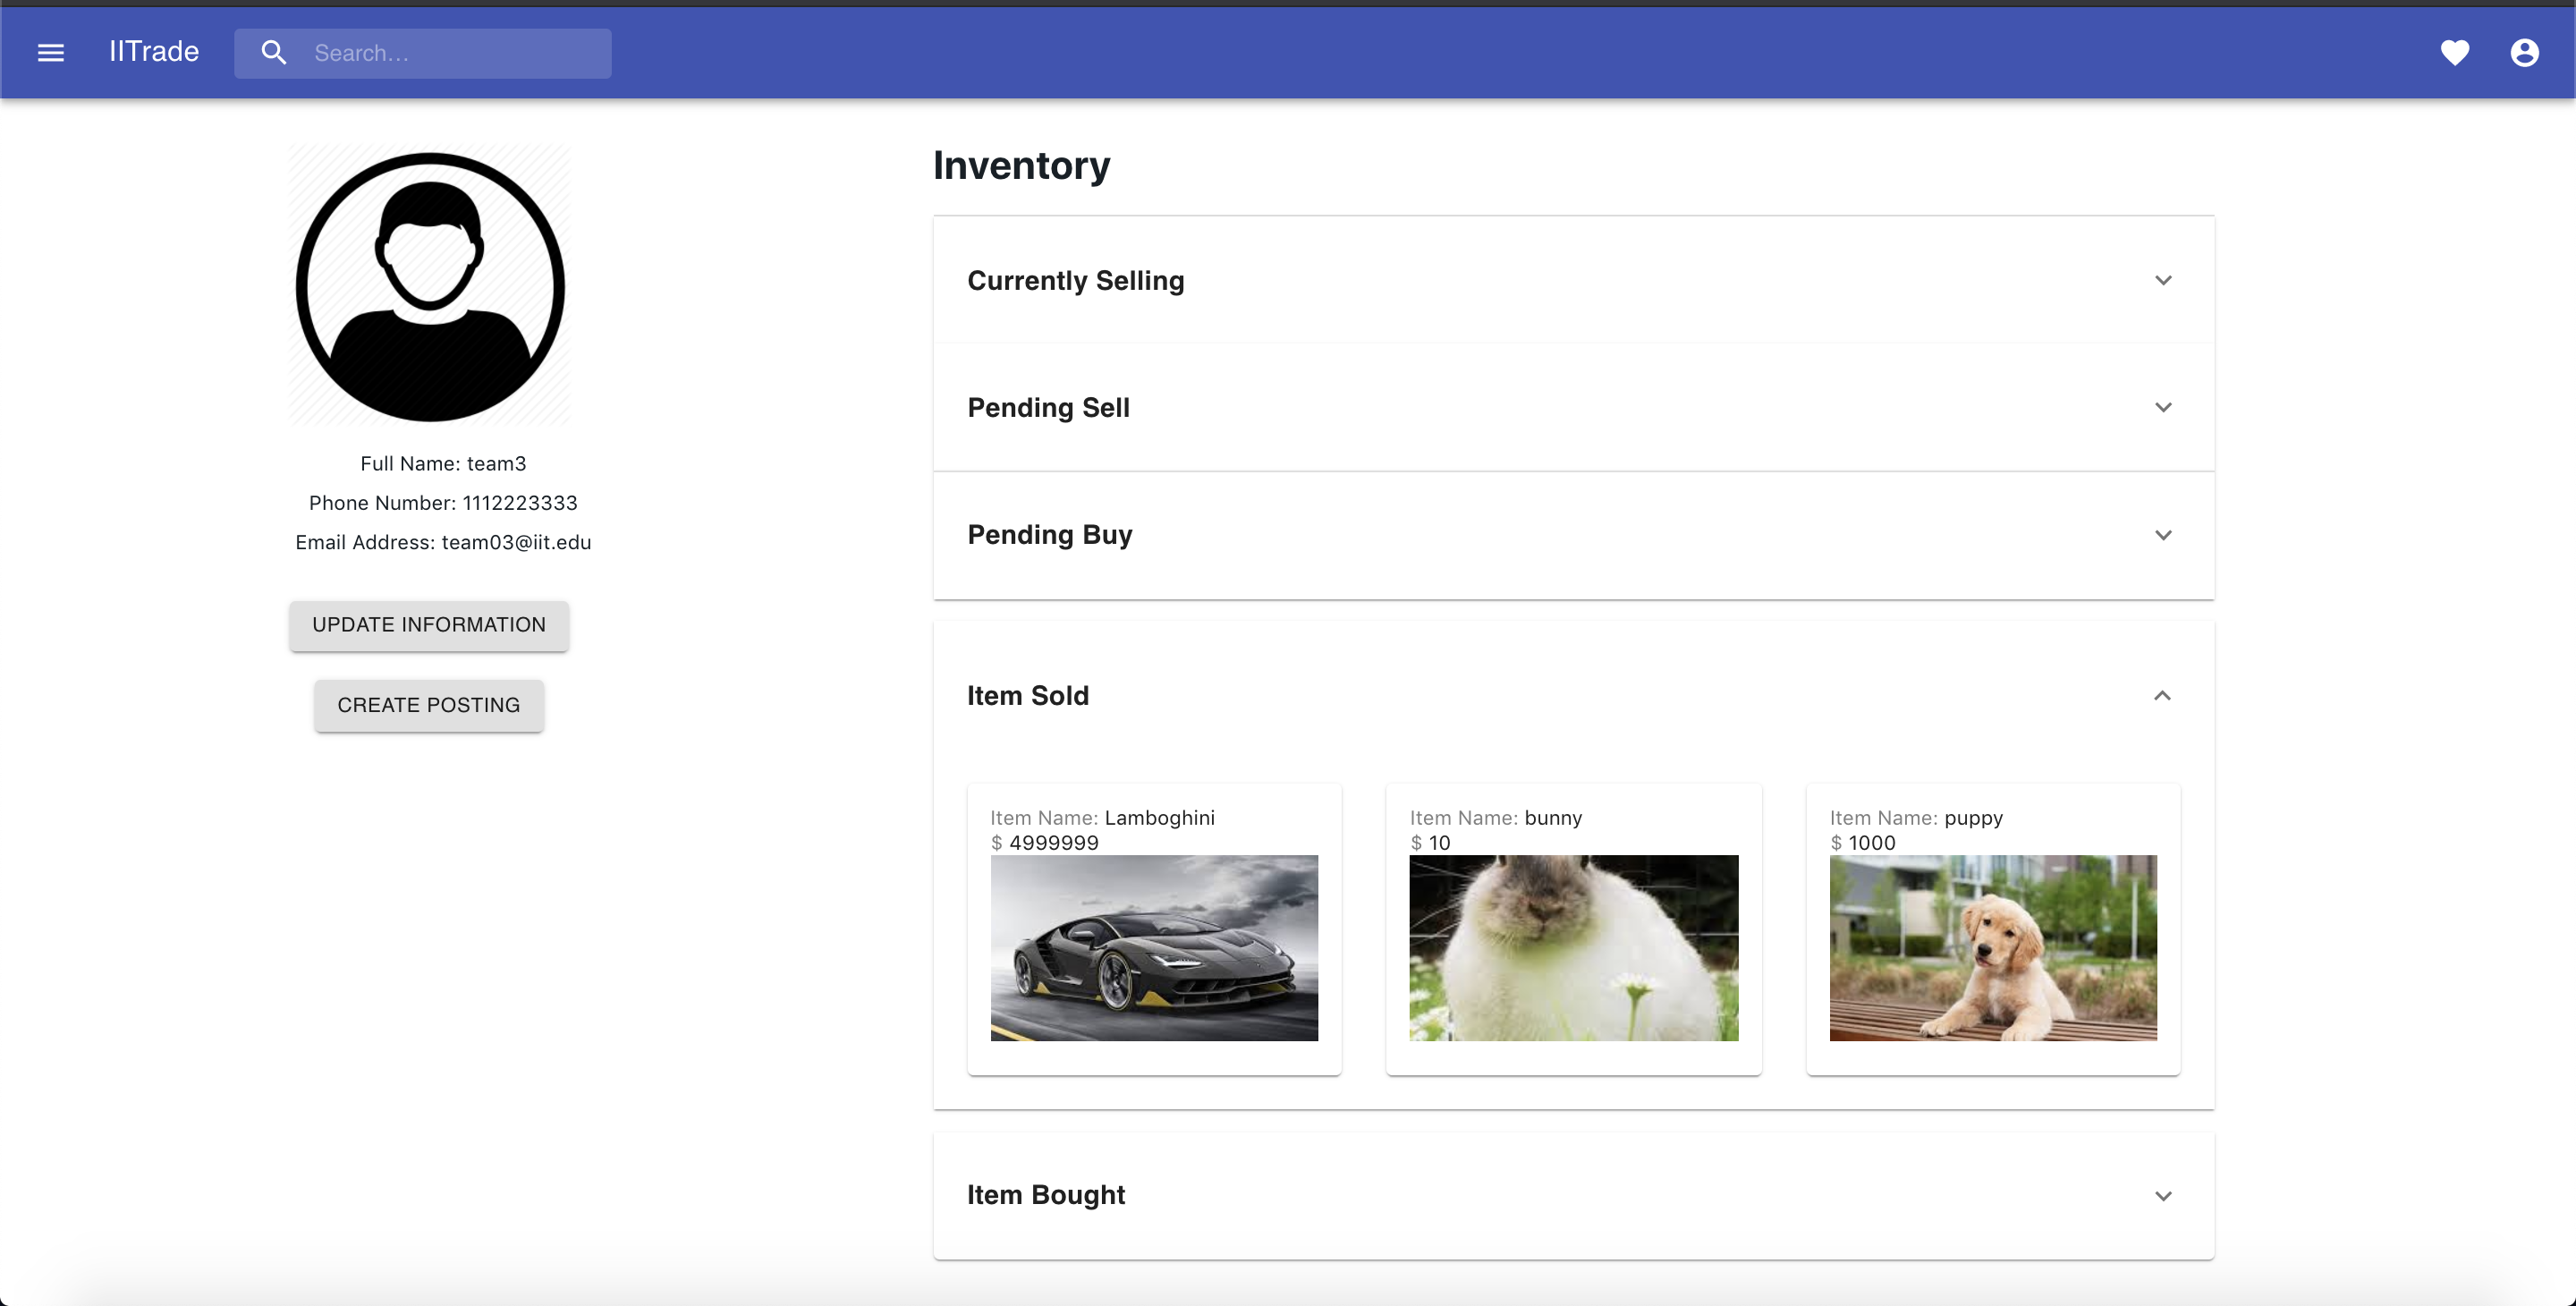 IITrade
Search...
Full Name: team3
Phone Number: 1112223333
Email Address: team03@iit.edu
UPDATE INFORMATION
CREATE POSTING
Inventory
Currently Selling
Pending Sell
Pending Buy
Item Sold
Item Name: Lamboghini
$ 4999999
Item Name: bunny
$ 10
Item Name: puppy
$ 1000
Item Bought